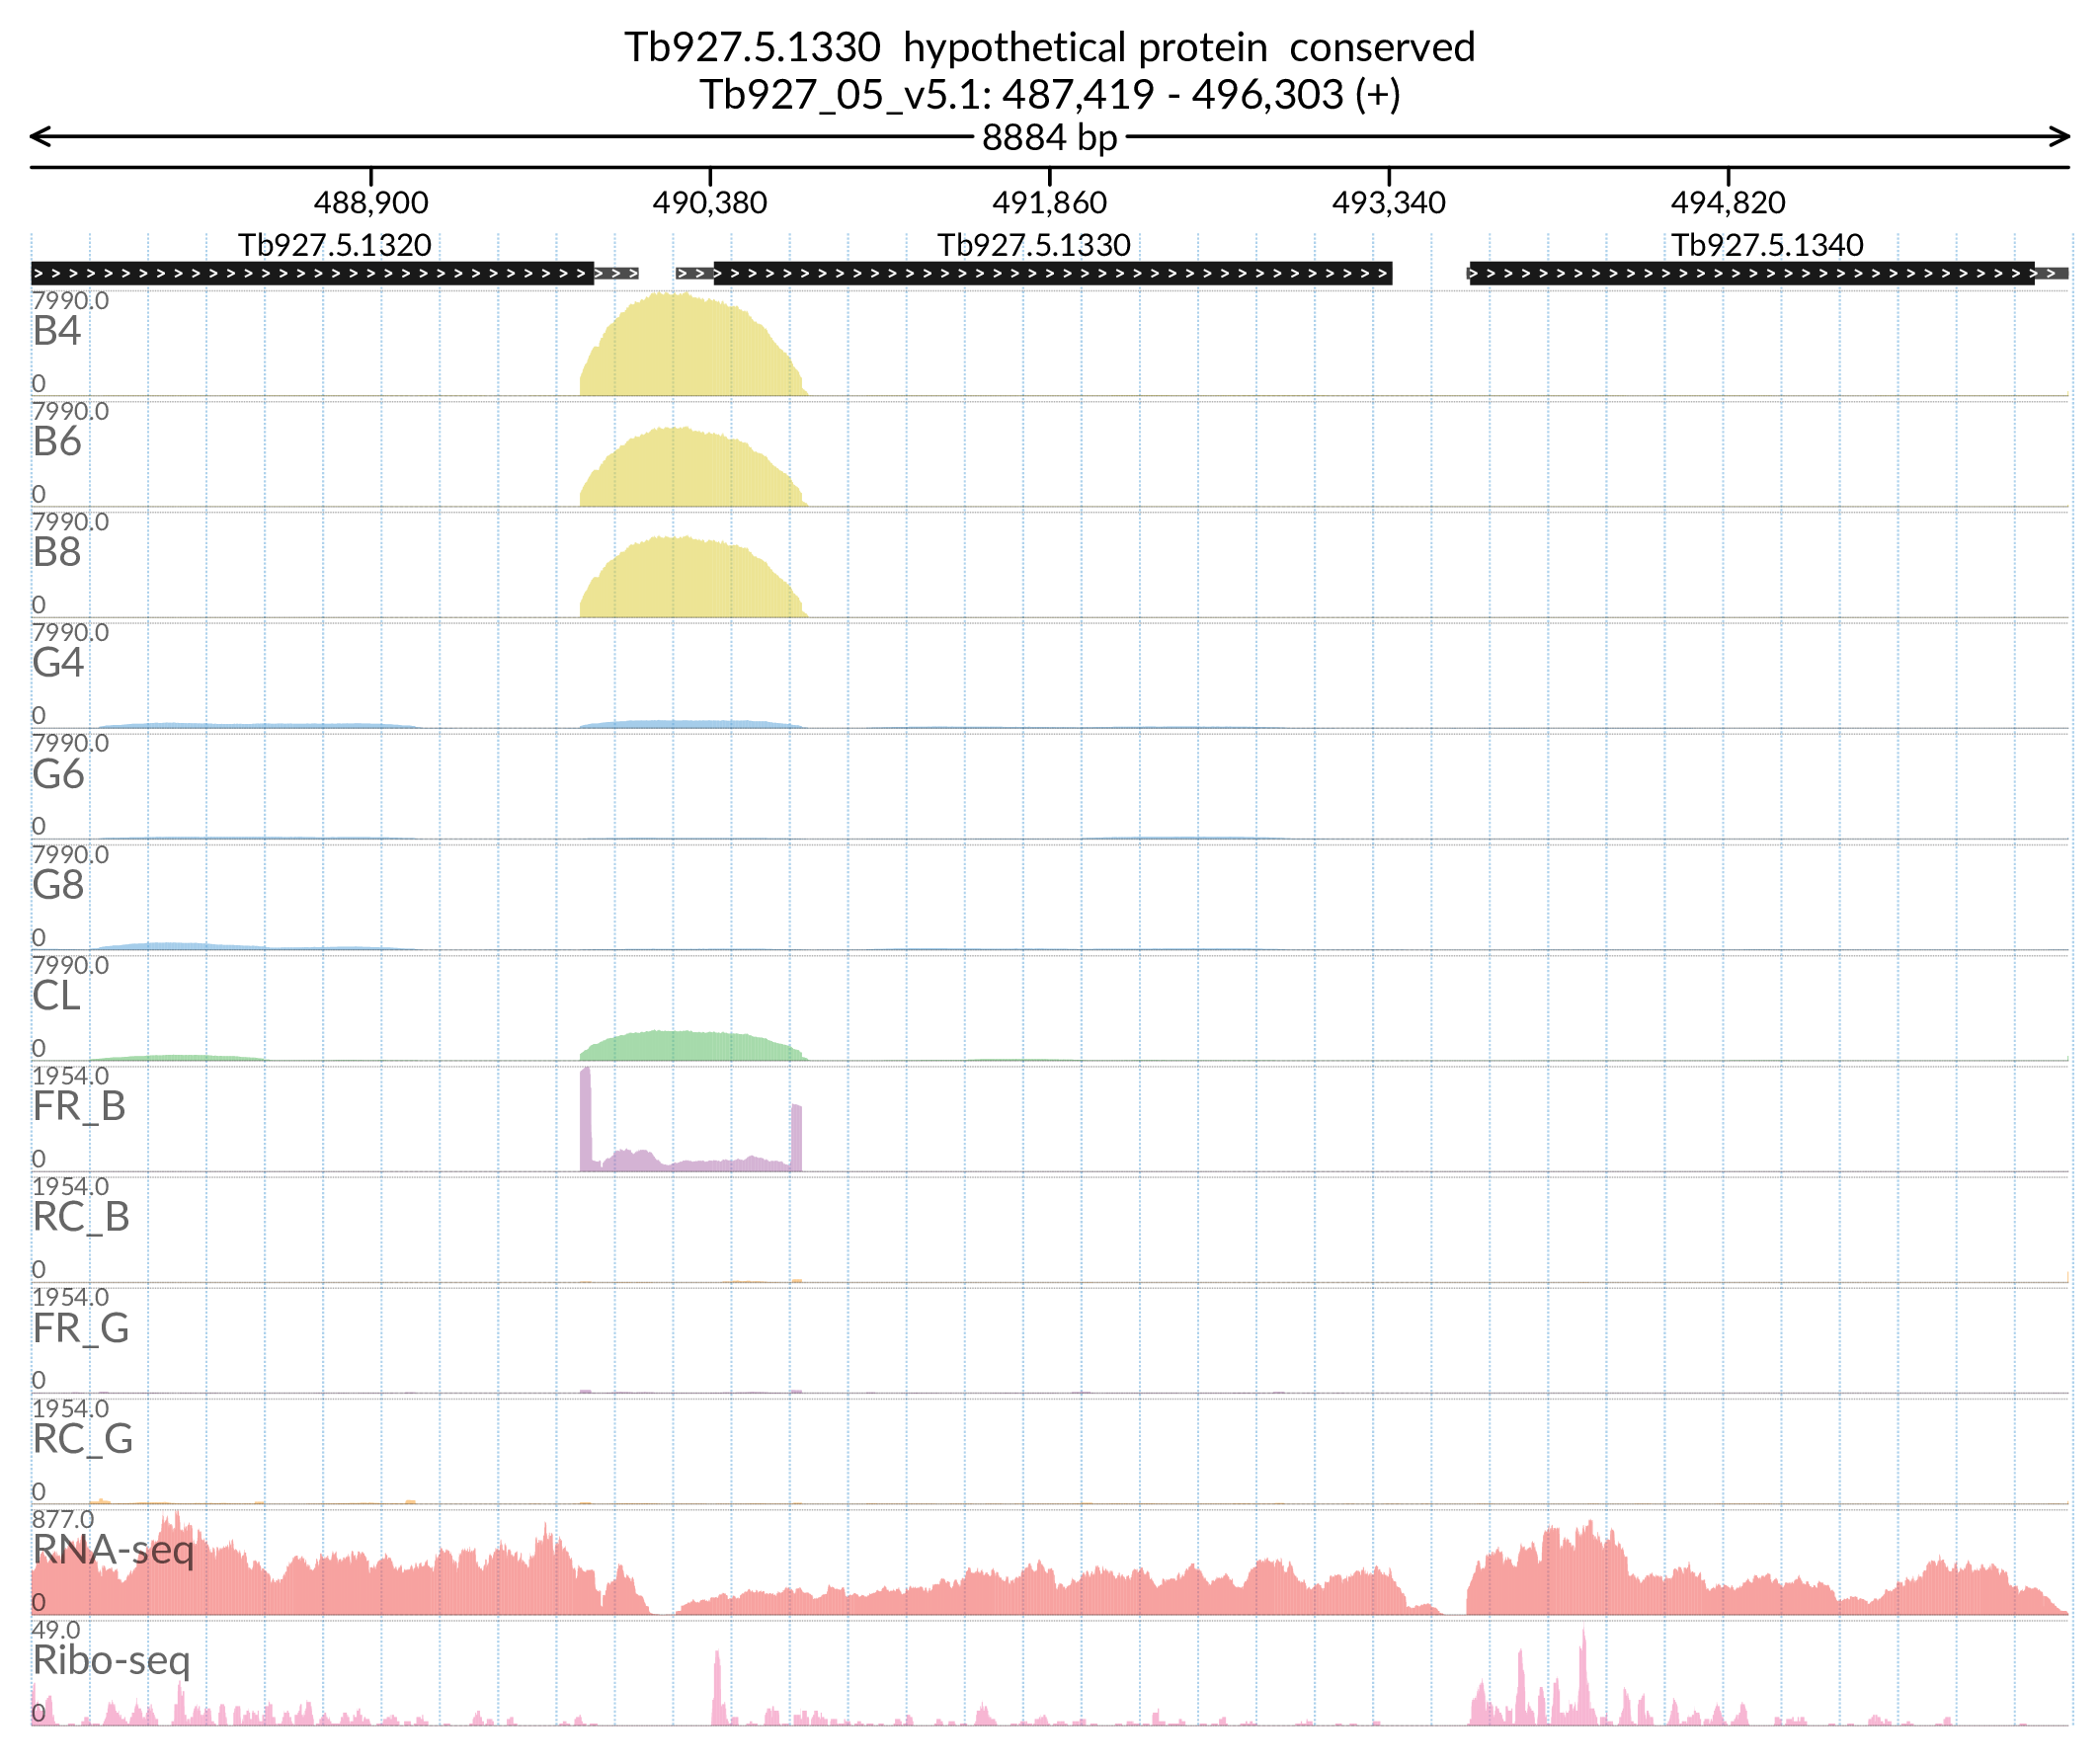 Tb927.5.1330 hypothetical protein conserved
Tb927_05_v5.1: 487,419 - 496,303 (+)
8884 bp
488,900 490,380 491,860 493,340 494,820
Tb927.5.1320 Tb927.5.1330 Tb927.5.1340
7990.0
B4
0
7990.0
B6
0
7990.0
B8
0
7990.0
G4
0
7990.0
G6
0
7990.0
G8
0
7990.0
CL
0
1954.0
FR_B
0
1954.0
RC_B
0
1954.0
FR_G
0
1954.0
RC_G
0
877.0
RNA-seq
0
49.0
Ribo-seq
0